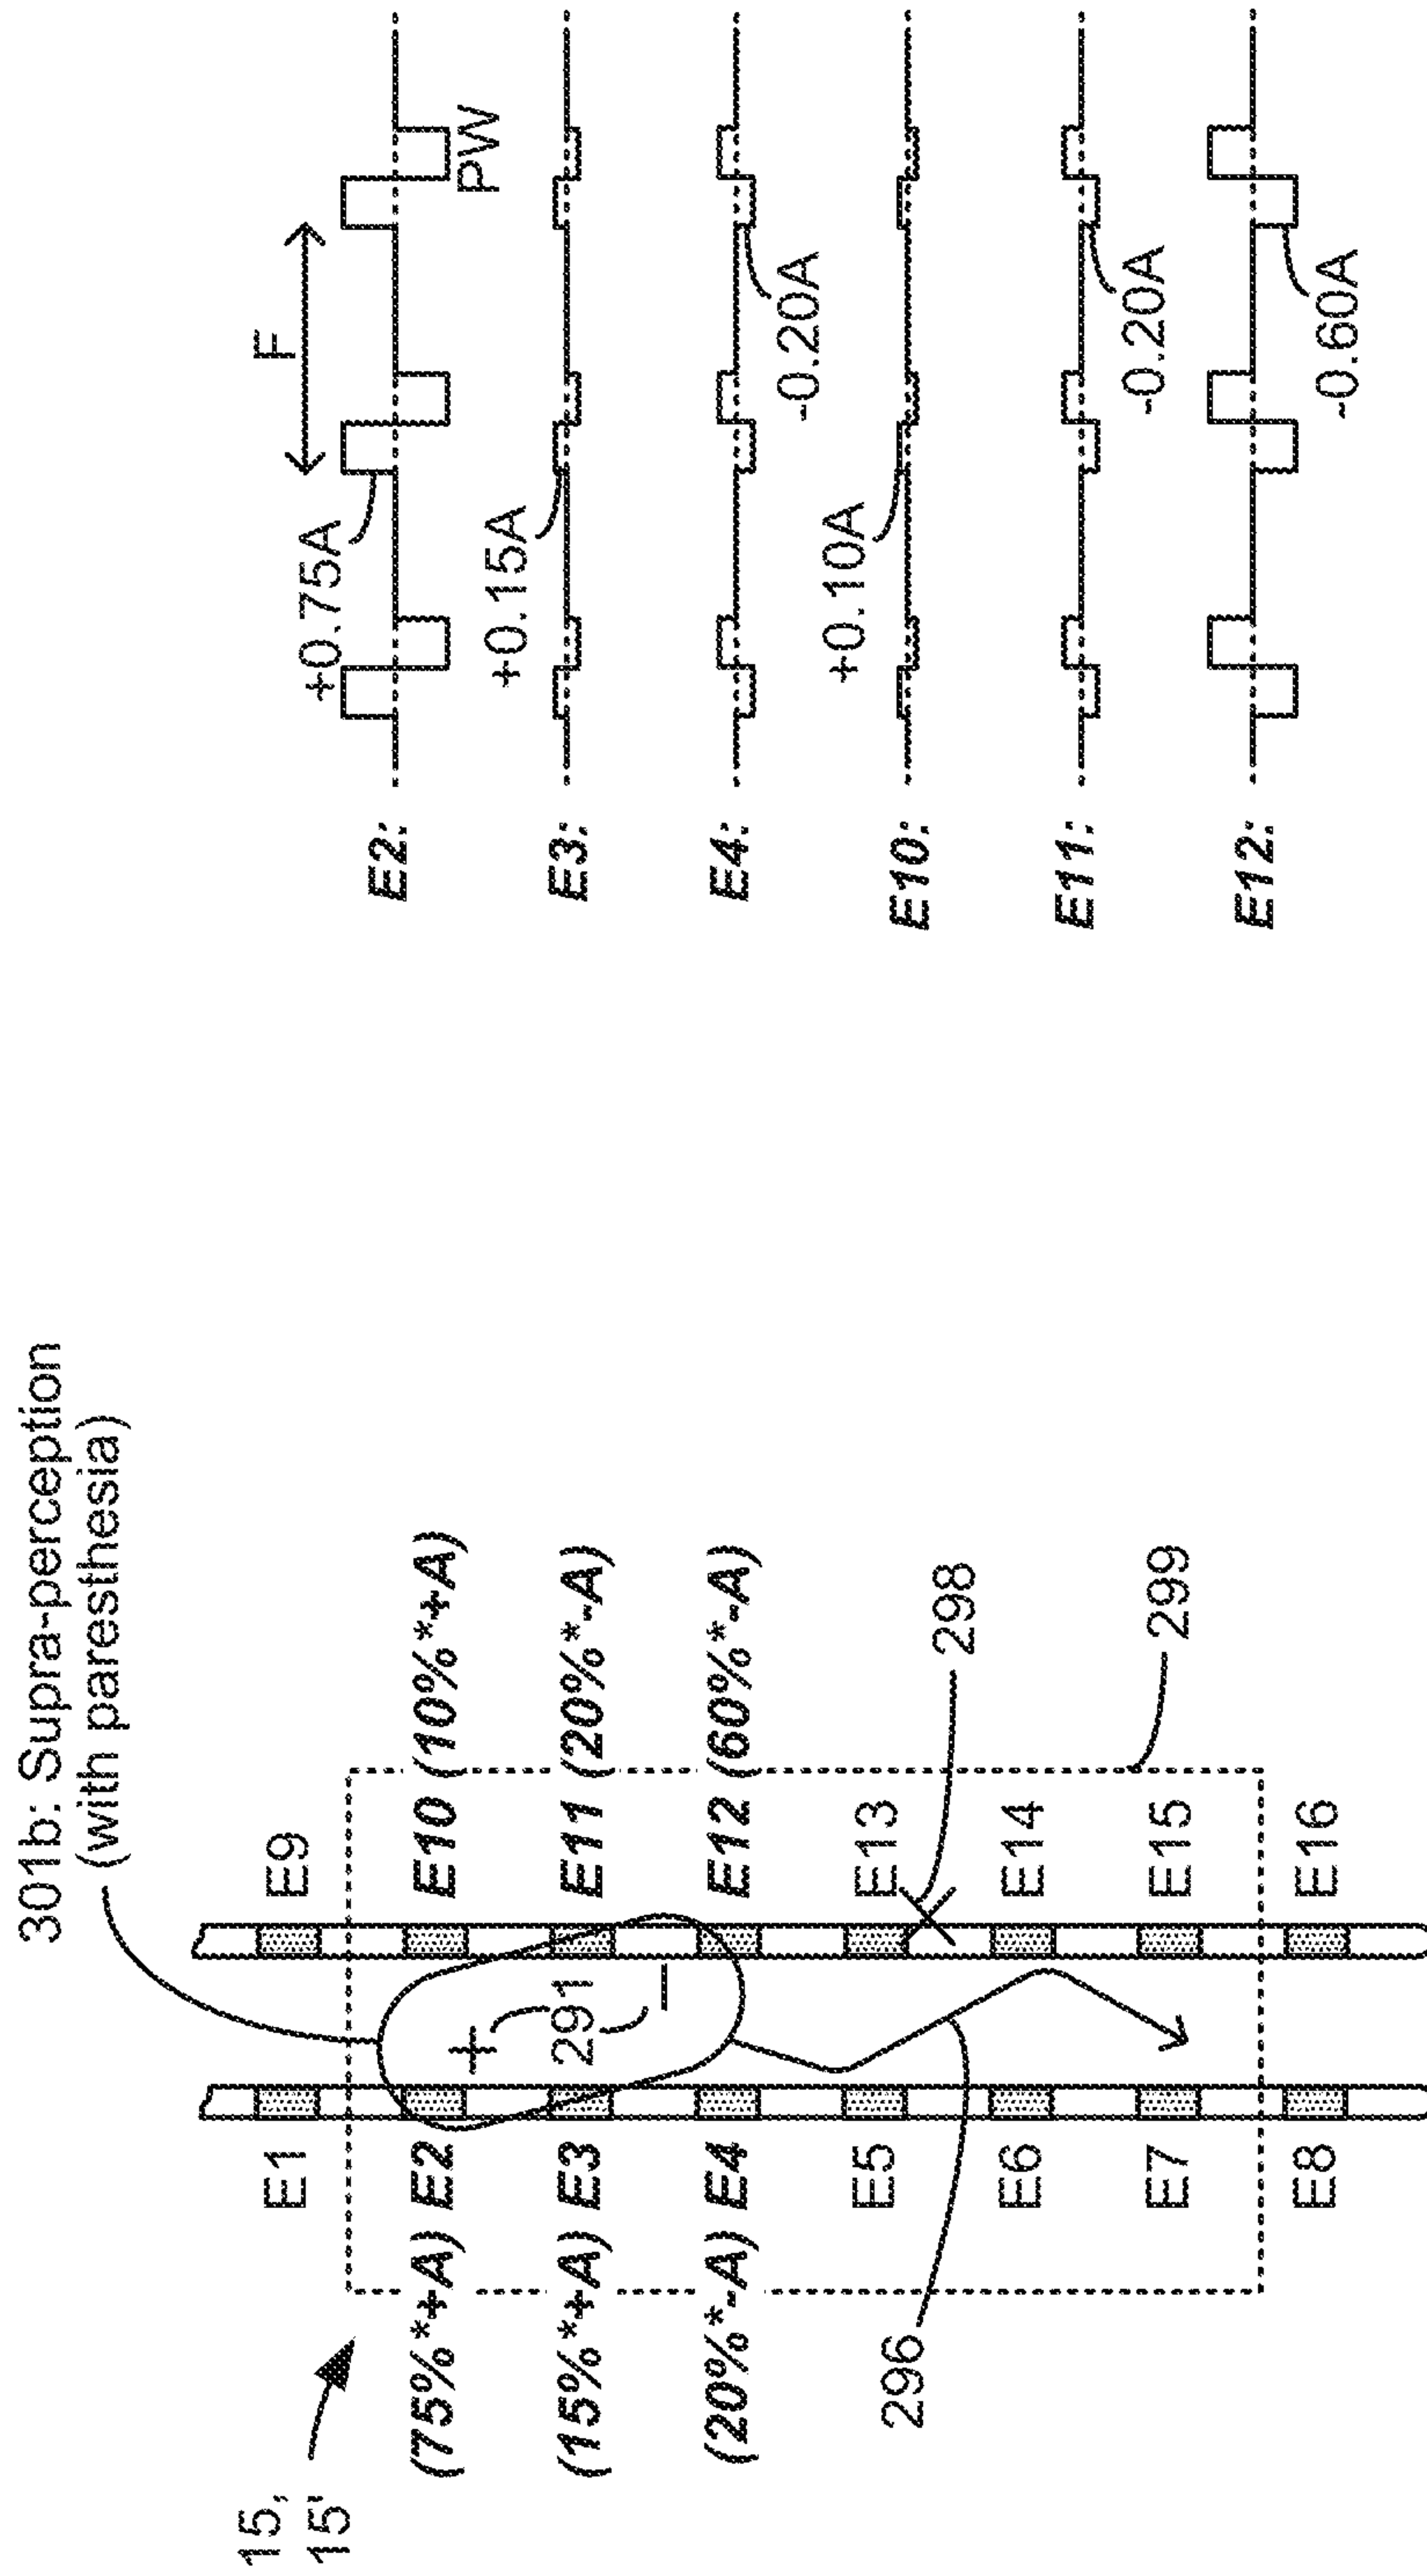 15,
15'
301b: Supra-perception
(with paresthesia)
E1
E9
(75%*+A) E2
E10 (10%*+A)
+
291
(15%*+A) E3
E11 (20%*-A)
–
(20%*-A) E4
E12 (60%*-A)
E5
E13
298
296
E6
E14
E7
E15
299
E8
E16
F
E2:
+0.75A
PW
E3:
+0.15A
E4:
-0.20A
E10:
+0.10A
E11:
-0.20A
E12:
-0.60A